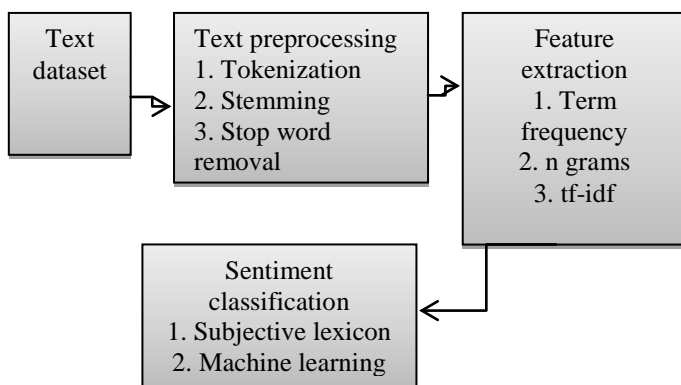 Text
dataset
Text preprocessing
1. Tokenization
2. Stemming
3. Stop word
removal
Feature
extraction
1. Term
frequency
2. n grams
3. tf-idf
Sentiment
classification
1. Subjective lexicon
2. Machine learning